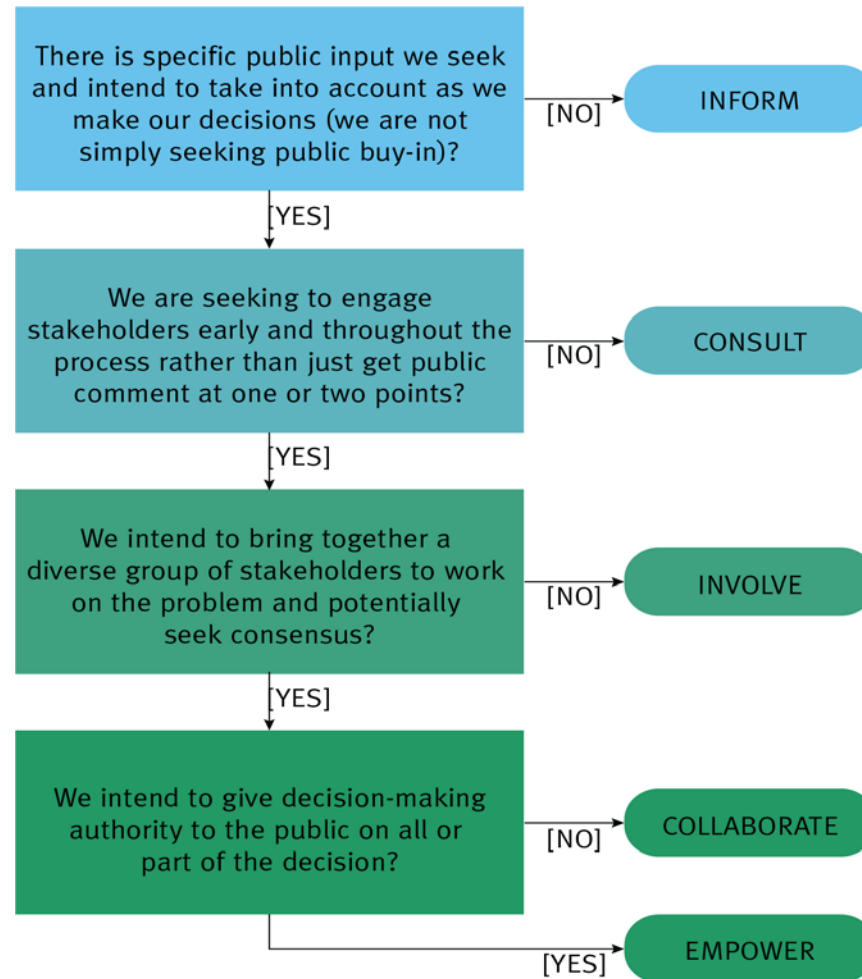 There is specific public input we seek
and intend to take into account as we
make our decisions (we are not
simply seeking public buy-in)?
[NO]
INFORM
[YES]
We are seeking to engage
stakeholders early and throughout the
process rather than just get public
comment at one or two points?
[NO]
CONSULT
[YES]
We intend to bring together a
diverse group of stakeholders to work
on the problem and potentially
seek consensus?
[NO]
INVOLVE
[YES]
We intend to give decision-making
authority to the public on all or
part of the decision?
[NO]
COLLABORATE
[YES]
EMPOWER